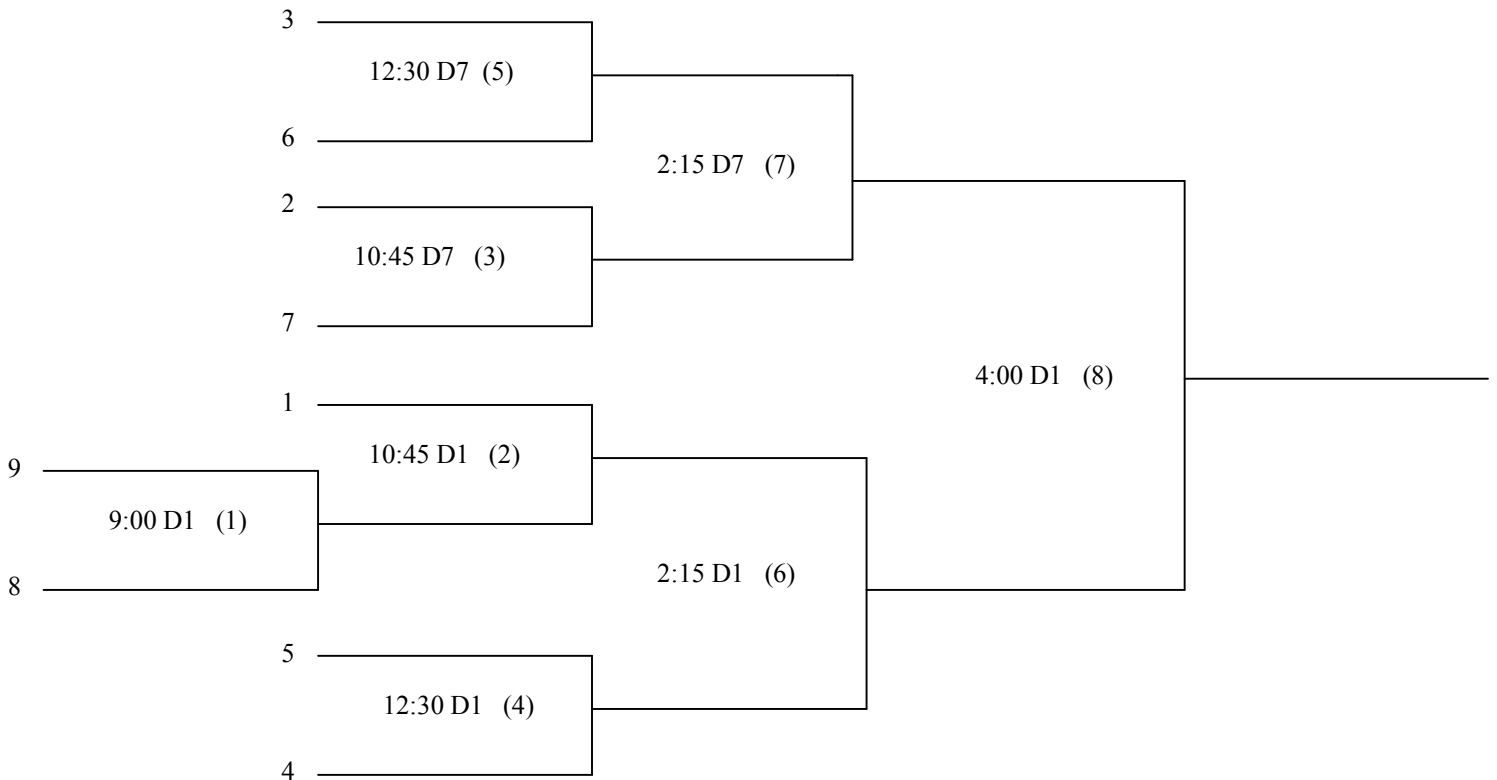 3
12:30 D7 (5)
6
2:15 D7 (7)
2
10:45 D7 (3)
7
4:00 D1 (8)
1
10:45 D1 (2)
9
9:00 D1 (1)
2:15 D1 (6)
8
5
12:30 D1 (4)
4